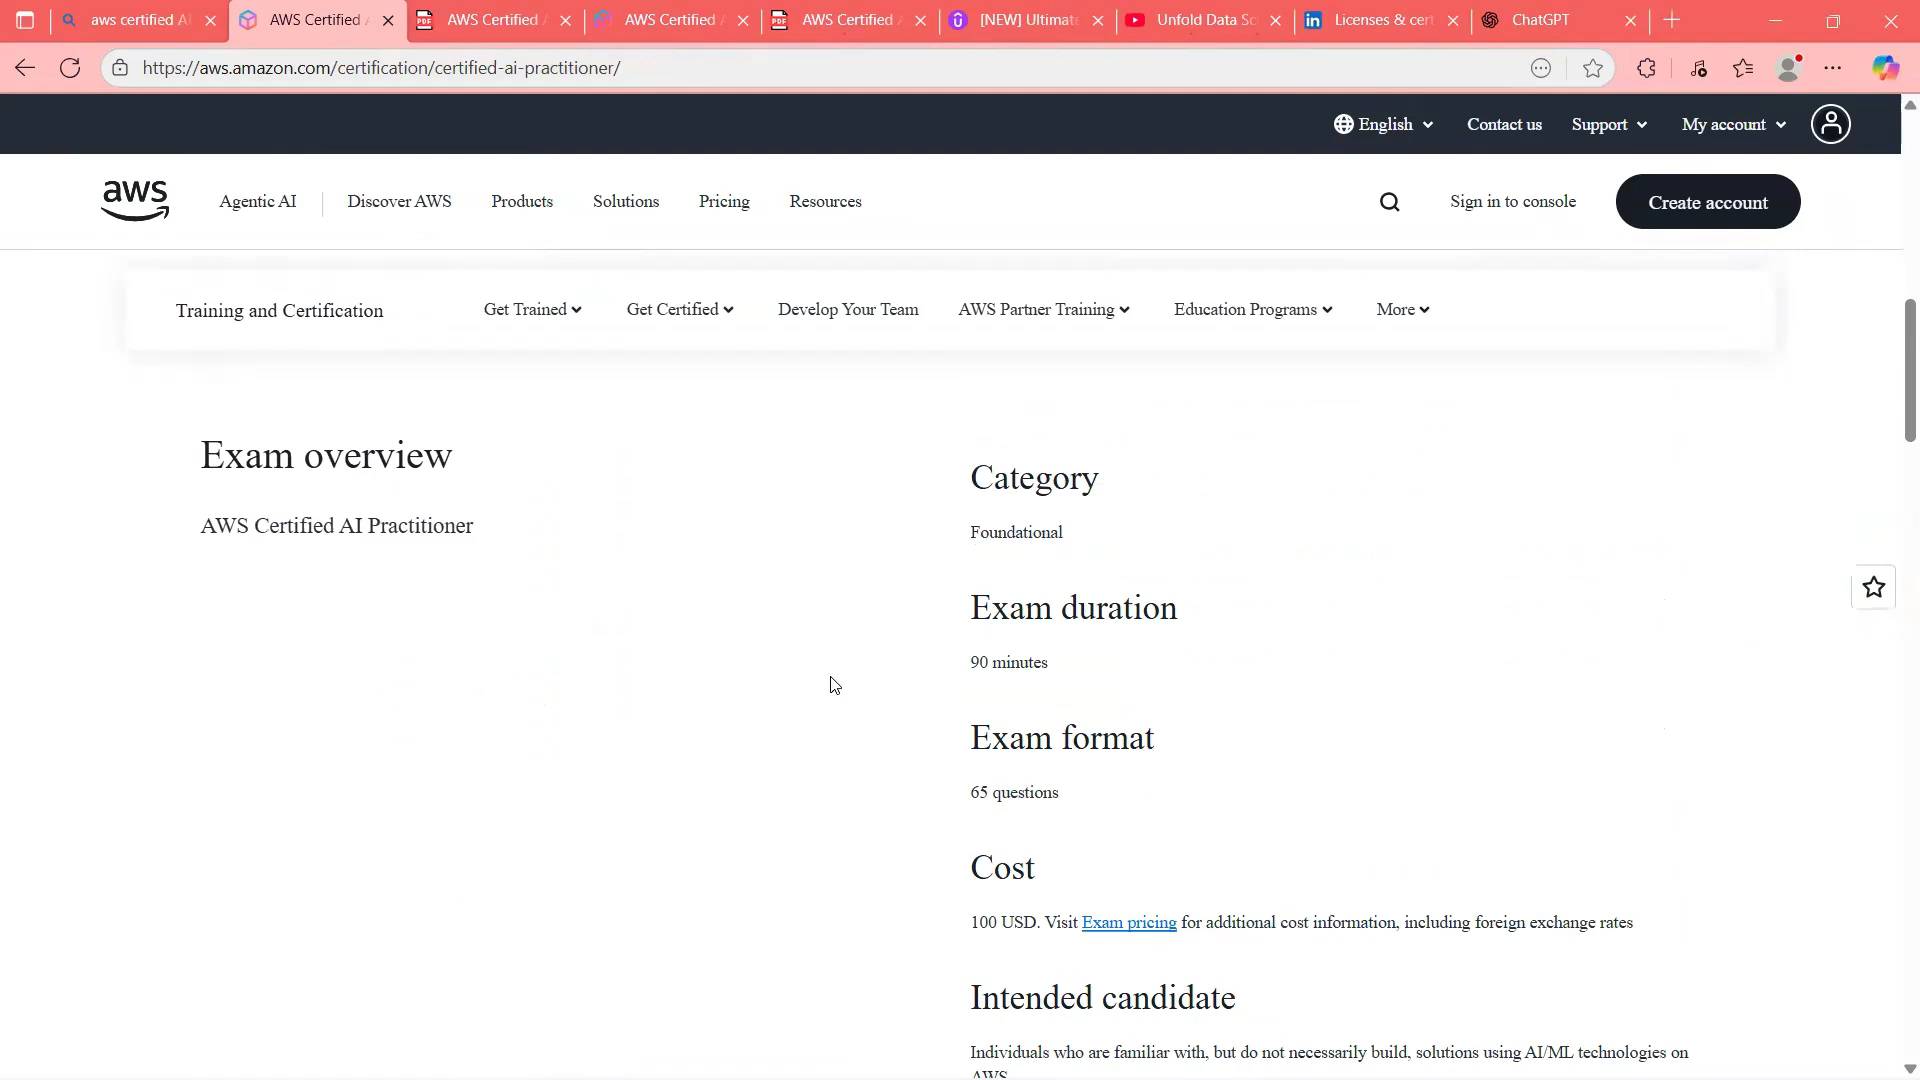 aws certified AI
AWS Certified A
AWS Certified A
AWS Certified A
AWS Certified A
[NEW] Ultimat
Unfold Data Sc
Licenses & cert
ChatGPT
https://aws.amazon.com/certification/certified-ai-practitioner/
English
Contact us
Support
My account
aws
Agentic AI
Discover AWS
Products
Solutions
Pricing
Resources
Sign in to console
Create account
Training and Certification
Get Trained
Get Certified
Develop Your Team
AWS Partner Training
Education Programs
More
Exam overview
AWS Certified AI Practitioner
Category
Foundational
Exam duration
90 minutes
Exam format
65 questions
Cost
100 USD. Visit Exam pricing for additional cost information, including foreign exchange rates
Intended candidate
Individuals who are familiar with, but do not necessarily build, solutions using AI/ML technologies on
AWS